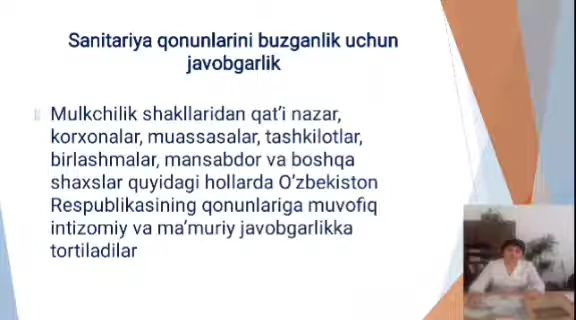 Sanitariya qonunlarini buzganlik uchun
javobgarlik
Mulkchilik shakllaridan qat’i nazar,
korxonalar, muassasalar, tashkilotlar,
birlashmalar, mansabdor va boshqa
shaxslar quyidagi hollarda O’zbekiston
Respublikasining qonunlariga muvofiq
intizomiy va ma’muriy javobgarlikka
tortiladilar